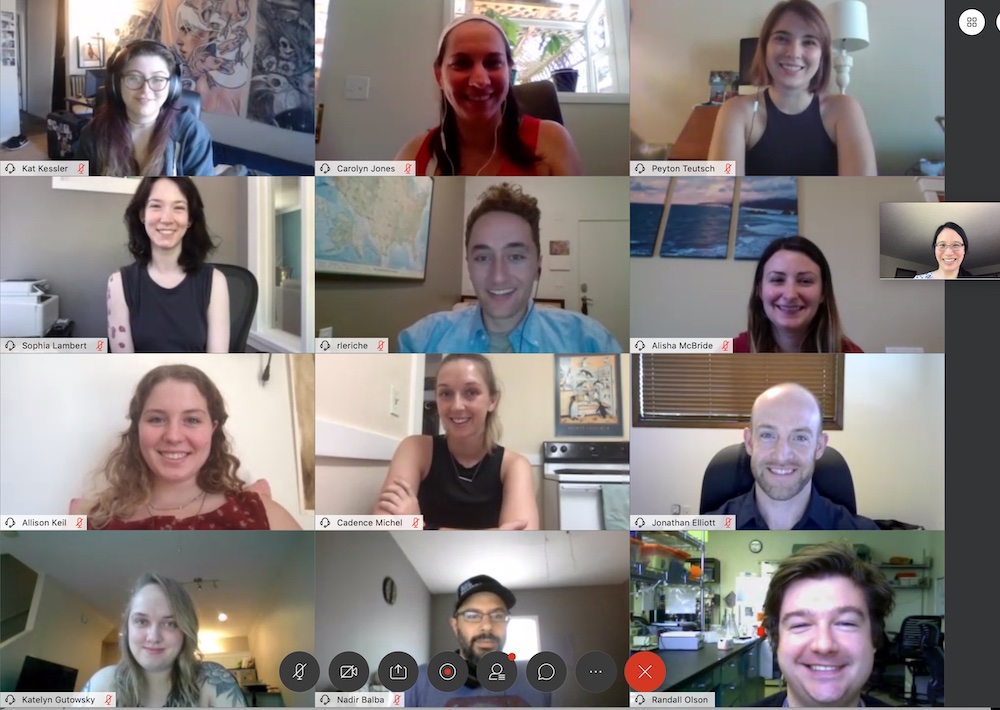 Kat Kessler
Carolyn Jones
Peyton Teutsch
Sophia Lambert
rleriche
Alisha McBride
Allison Keil
Cadence Michel
Jonathan Elliott
Katelyn Gutowsky
Nadir Balba
Randall Olson